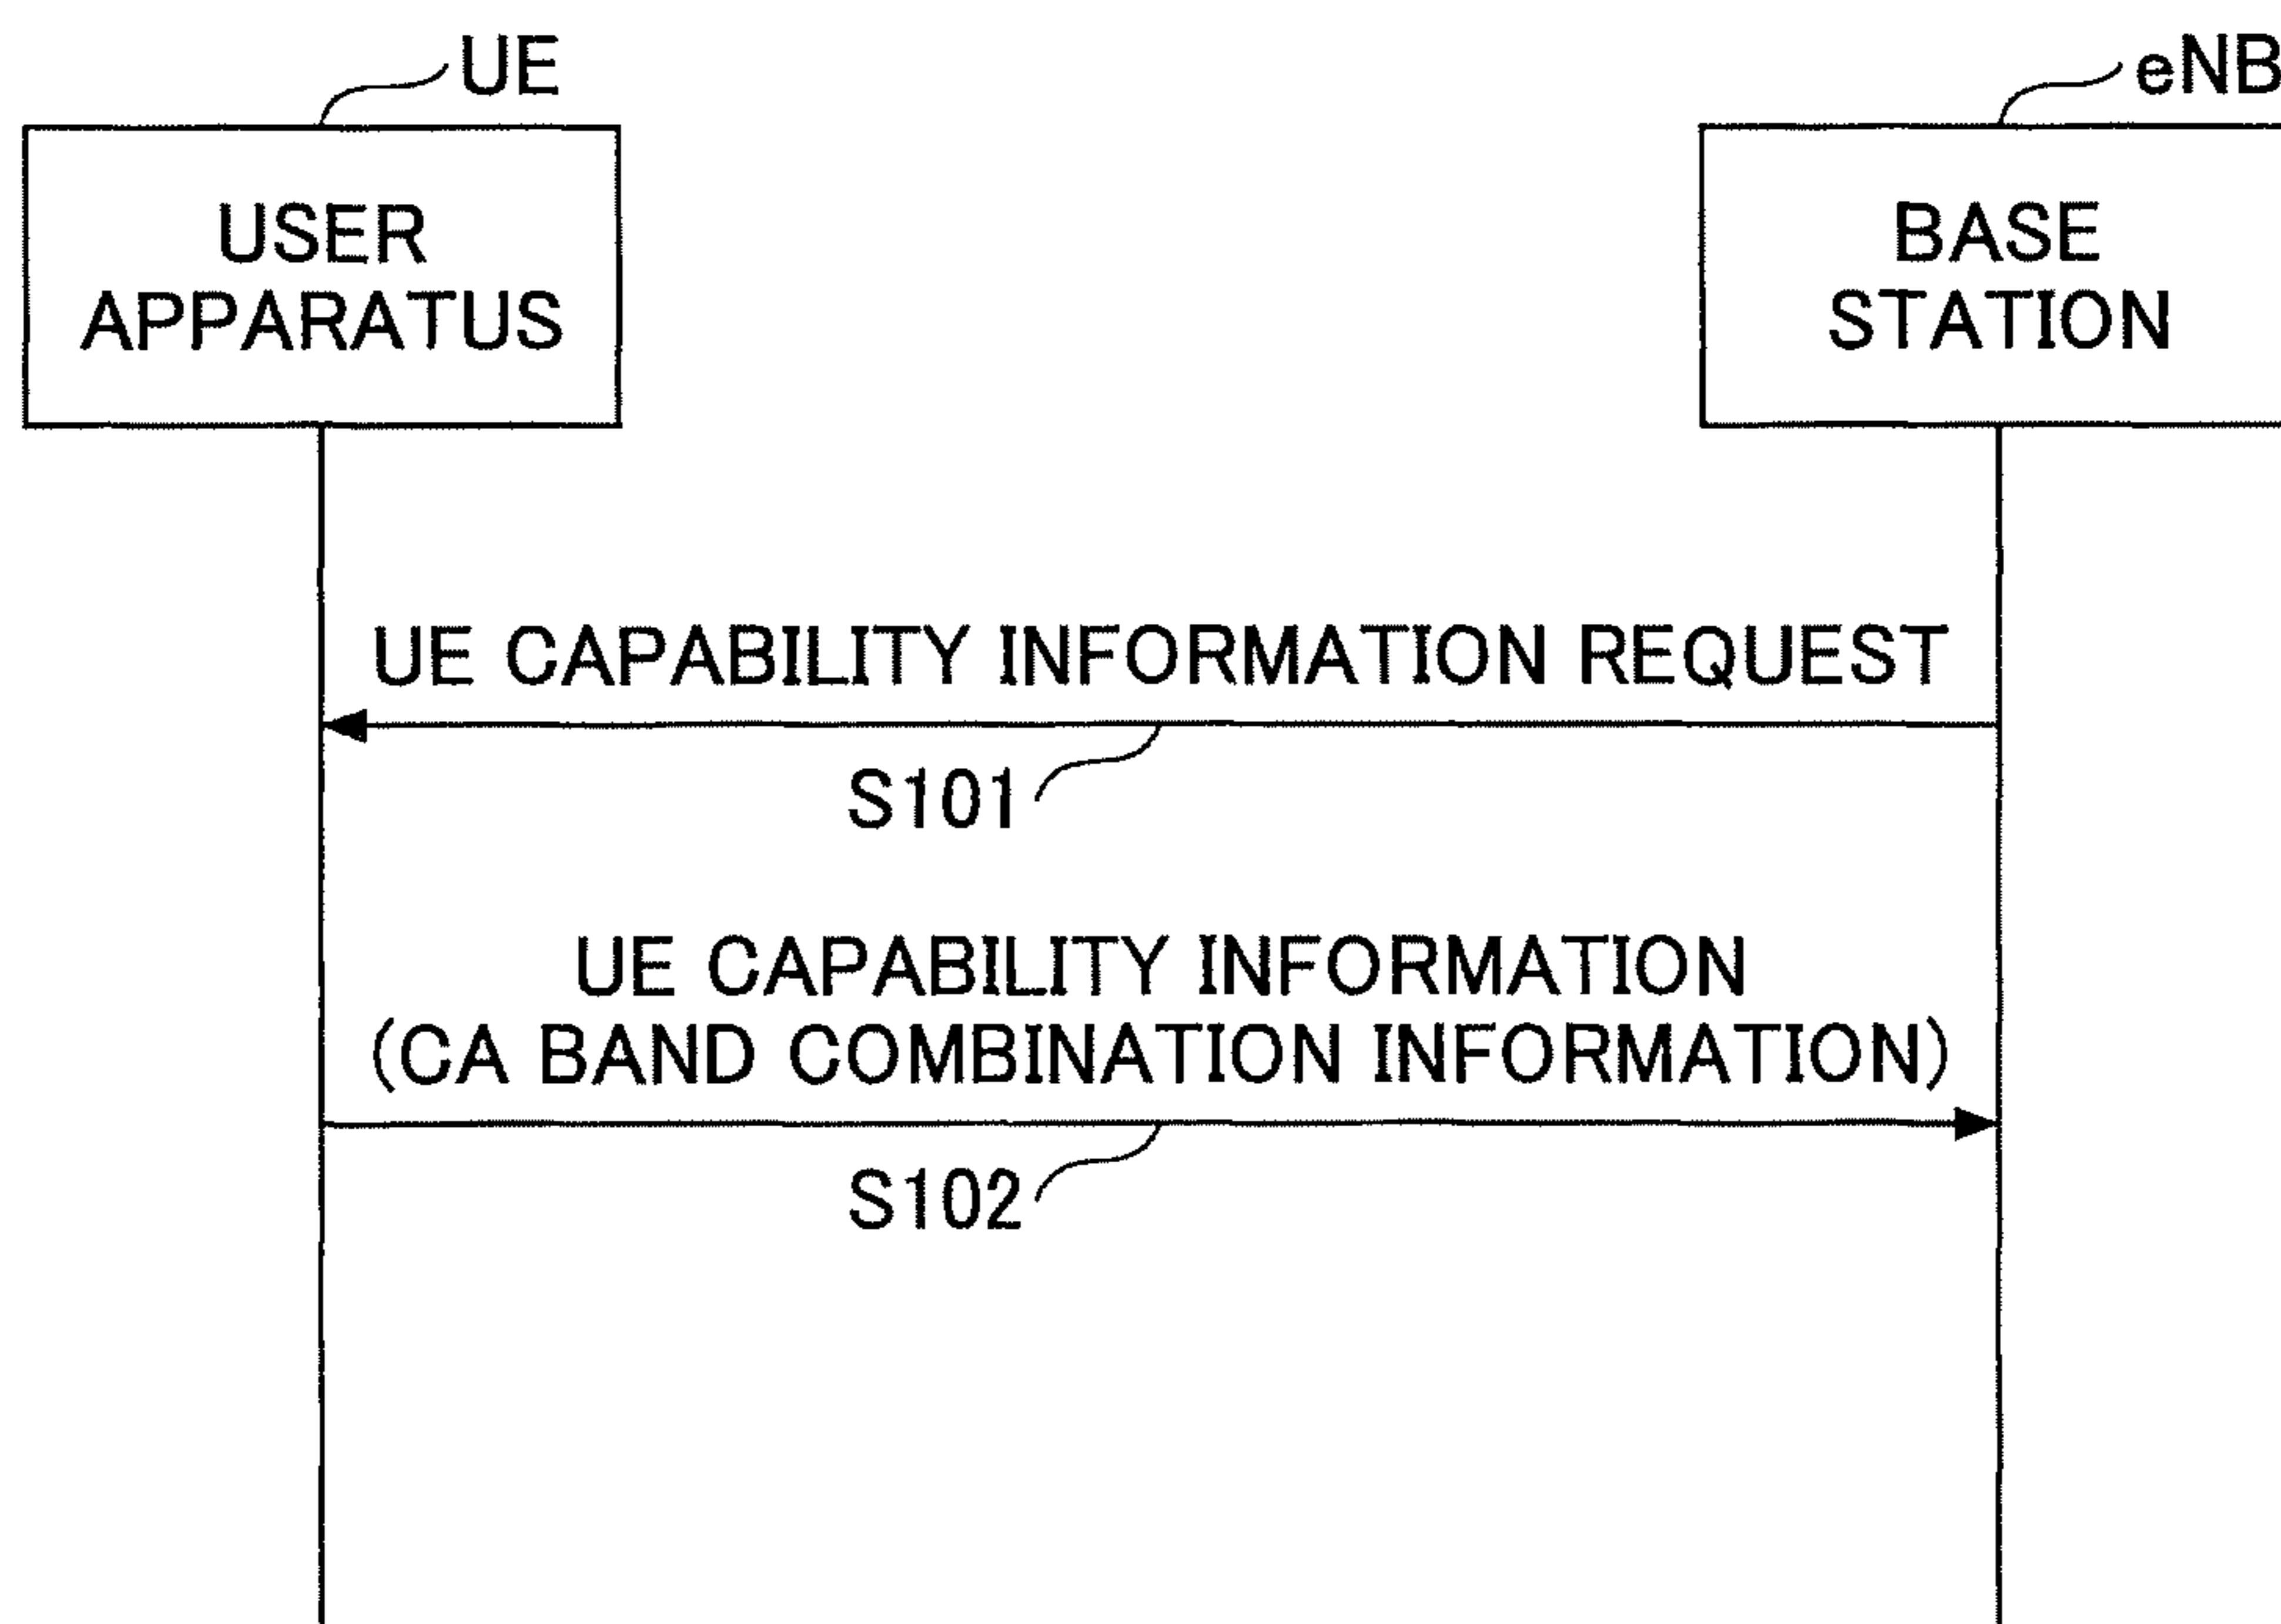 UE
eNB
USER
APPARATUS
BASE
STATION
UE CAPABILITY INFORMATION REQUEST
S101
UE CAPABILITY INFORMATION
(CA BAND COMBINATION INFORMATION)
S102